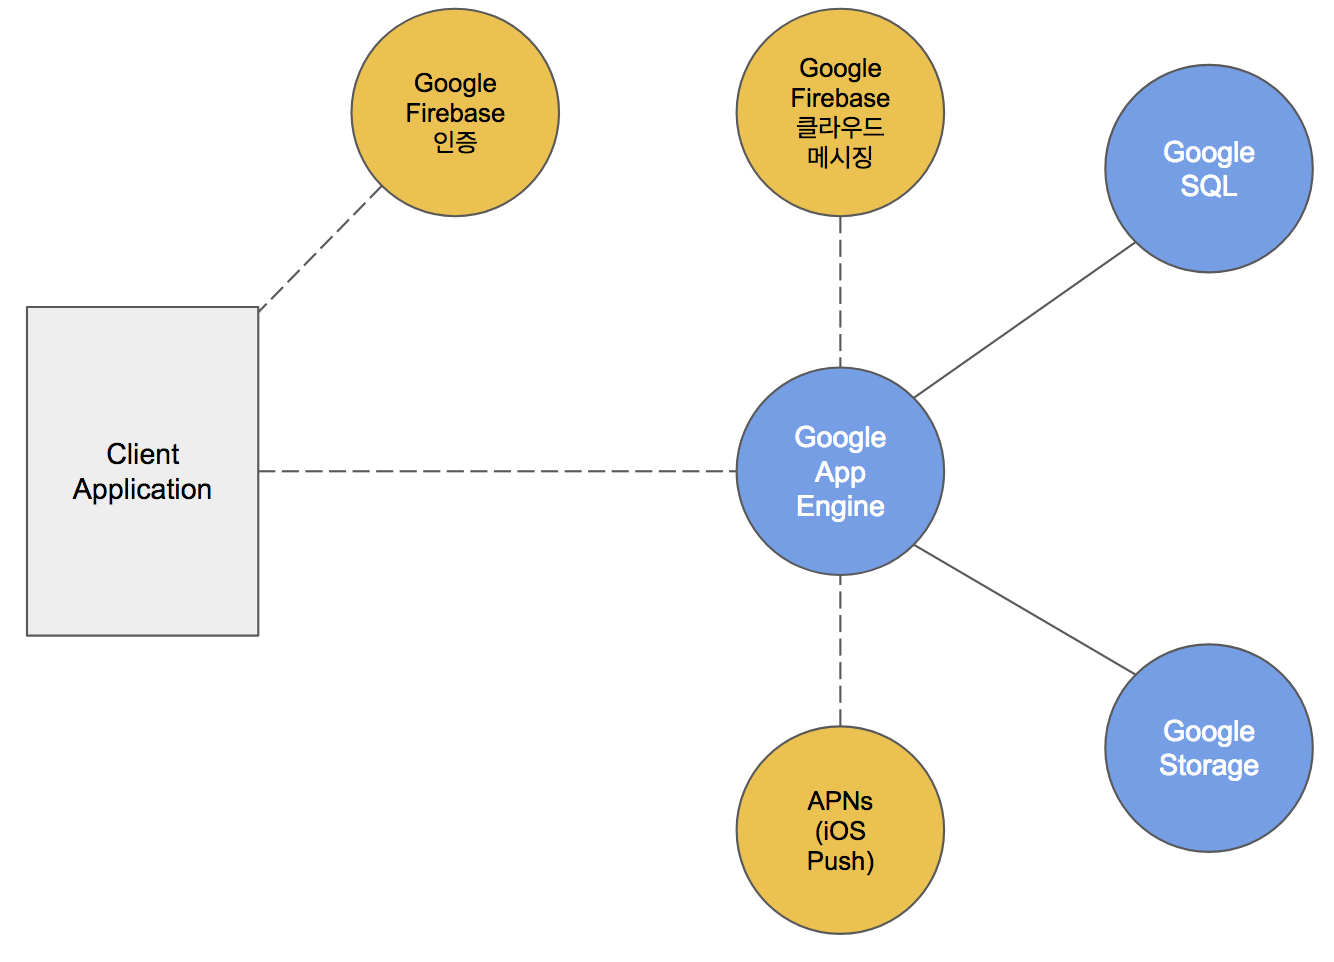 Google
Firebase
인증
Google
Firebase
클라우드
메시징
Google
SQL
Client
Application
Google
App
Engine
Google
Storage
APNs
(iOS
Push)